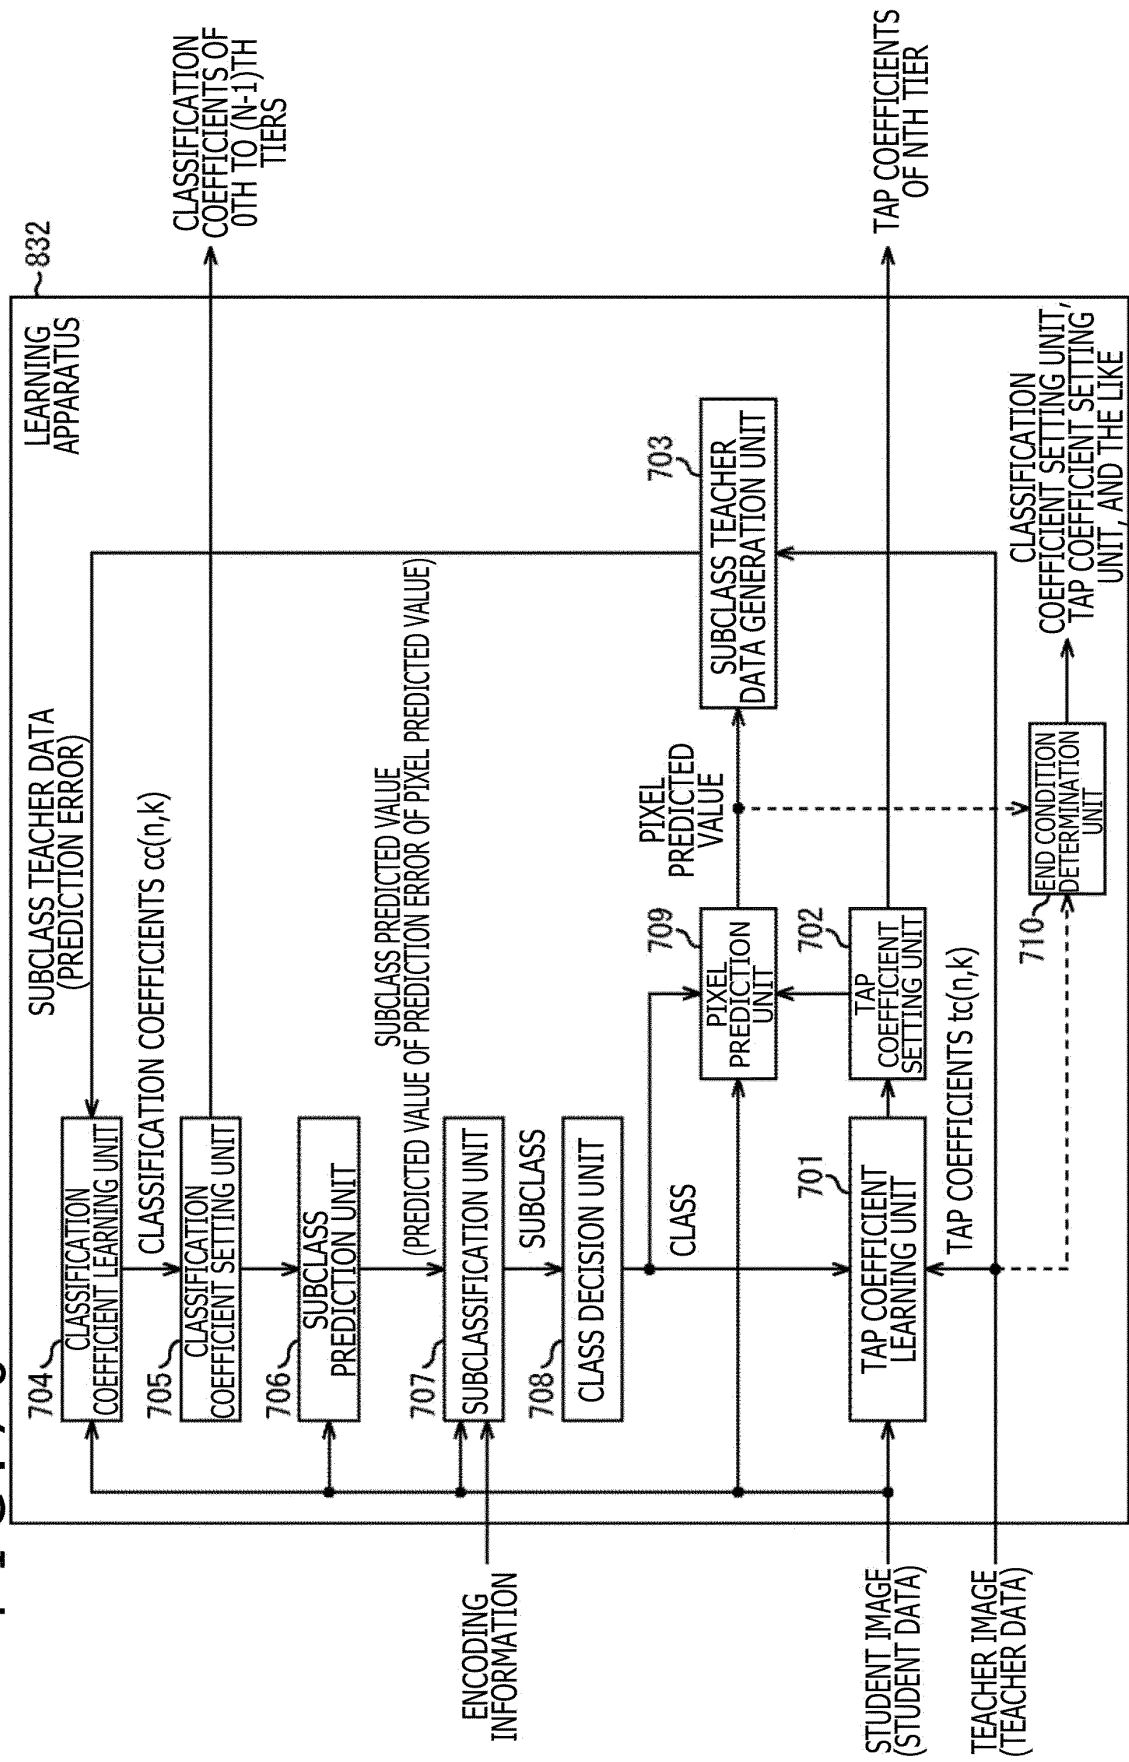 832
LEARNING
APPARATUS
SUBCLASS TEACHER DATA
(PREDICTION ERROR)
704
CLASSIFICATION
COEFFICIENT LEARNING UNIT
CLASSIFICATION COEFFICIENTS cc(n,k)
705
CLASSIFICATION
COEFFICIENT SETTING UNIT
CLASSIFICATION
COEFFICIENTS OF
0TH TO (N-1)TH
TIERS
706
SUBCLASS
PREDICTION UNIT
SUBCLASS PREDICTED VALUE
(PREDICTED VALUE OF PREDICTION ERROR OF PIXEL PREDICTED VALUE)
707
SUBCLASSIFICATION UNIT
ENCODING
INFORMATION
SUBCLASS
708
CLASS DECISION UNIT
CLASS
709
PIXEL
PREDICTION
UNIT
PIXEL
PREDICTED
VALUE
703
SUBCLASS TEACHER
DATA GENERATION UNIT
701
TAP COEFFICIENT
LEARNING UNIT
702
TAP
COEFFICIENT
SETTING UNIT
TAP COEFFICIENTS
OF NTH TIER
STUDENT IMAGE
(STUDENT DATA)
TAP COEFFICIENTS tc(n,k)
TEACHER IMAGE
(TEACHER DATA)
710
END CONDITION
DETERMINATION
UNIT
CLASSIFICATION
COEFFICIENT SETTING UNIT,
TAP COEFFICIENT SETTING
UNIT, AND THE LIKE